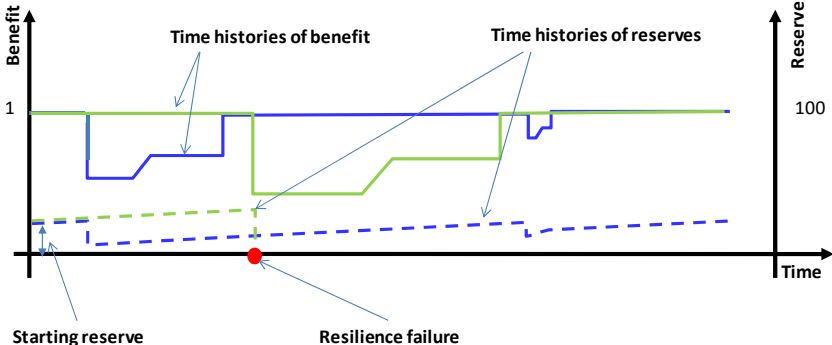 Benefit
Time histories of benefit
Time histories of reserves
Reserve
1
100
Time
Starting reserve
Resilience failure